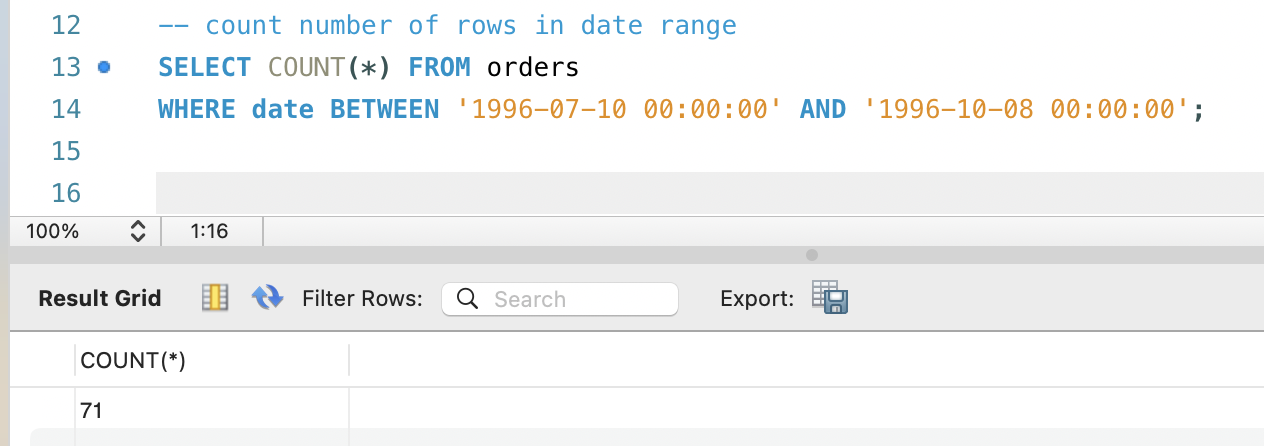 12 -- count number of rows in date range
13 SELECT COUNT(*) FROM orders
14 WHERE date BETWEEN '1996-07-10 00:00:00' AND '1996-10-08 00:00:00';
15
16
100% 1:16
Result Grid Filter Rows: Search Export:
COUNT(*)
71